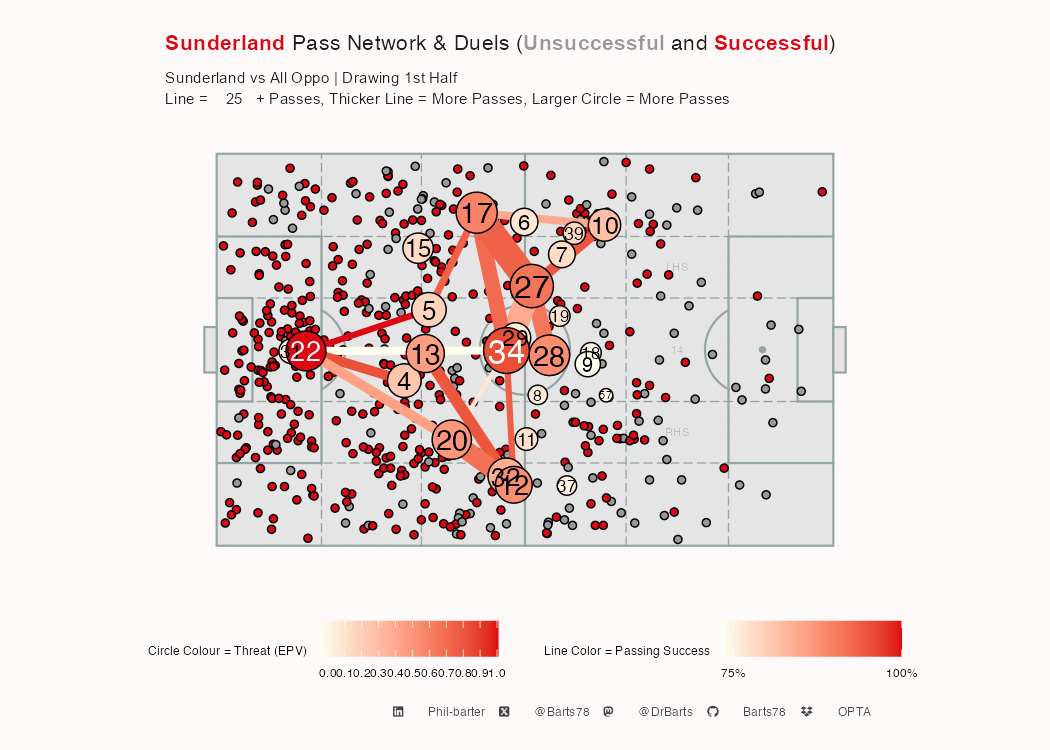 Sunderland Pass Network & Duels (Unsuccessful and Successful)
Sunderland vs All Oppo | Drawing 1st Half
Line = 25 + Passes, Thicker Line = More Passes, Larger Circle = More Passes
17
6
10
39
15
7
LHS
27
5
19
29
22
13
34
28
18
14
9
4
8
57
20
11
RHS
32
12
37
Circle Colour = Threat (EPV)
0.00.10.20.30.40.50.60.70.80.91.0
Line Color = Passing Success
75%
100%
Phil-barter
@Barts78
@DrBarts
Barts78
OPTA